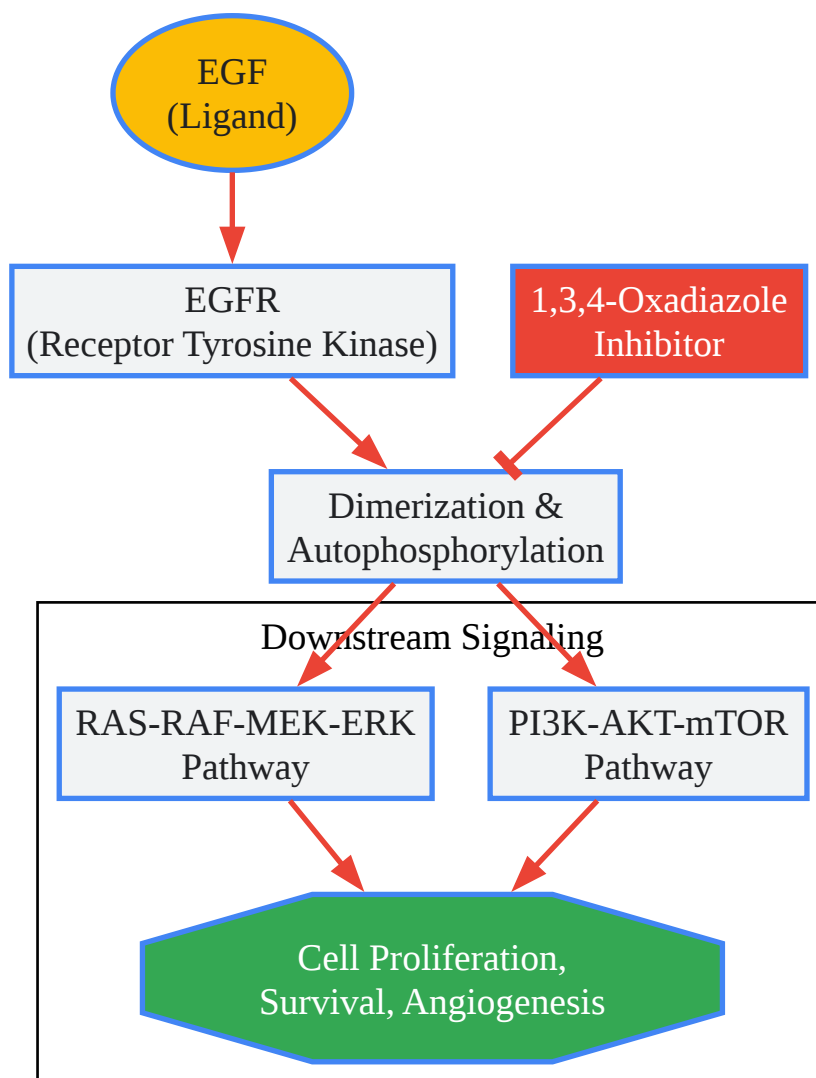 EGF
(Ligand)
EGFR
(Receptor Tyrosine Kinase)
1,3,4-Oxadiazole
Inhibitor
Dimerization &
Autophosphorylation
Downstream Signaling
RAS-RAF-MEK-ERK
Pathway
PI3K-AKT-mTOR
Pathway
Cell Proliferation,
Survival, Angiogenesis